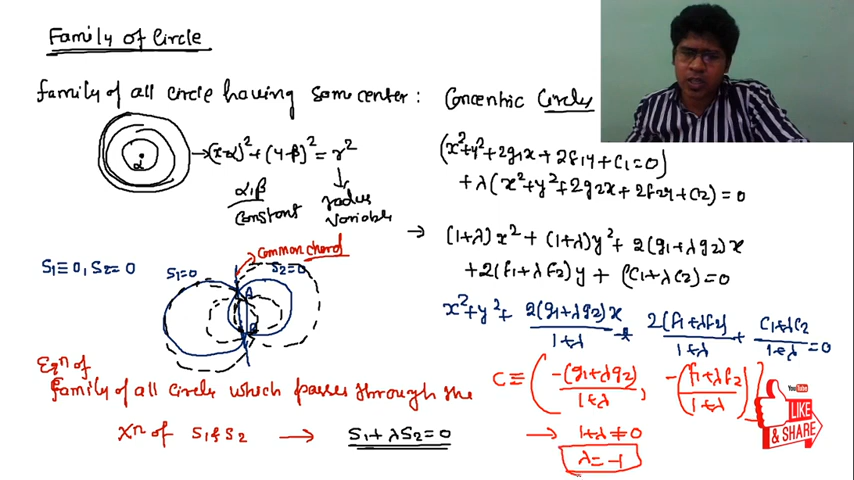 Family of Circle
Family of all circle having same center : Concentric Circles
→ (x-α)² + (y-β)² = r²
α
α, β
constant
radius
variable
(x²+y²+2g₁x+2f₁y+c₁=0)
+λ(x²+y²+2g₂x+2f₂y+c₂)=0
→ (1+λ)x² + (1+λ)y² + 2(g₁+λg₂)x
+2(f₁+λf₂)y + (c₁+λc₂)=0
S₁≡0, S₂=0
Common chord
S₁=0
S₂=0
A
B
x²+y²+ 2(g₁+λg₂)x/1+λ + 2(f₁+λf₂)/1+λ + c₁+λc₂/1+λ =0
C≡ (-(g₁+λg₂)/1+λ, -(f₁+λf₂)/1+λ)
Eqⁿ of
family of all circle which passes through the
Xⁿ of S₁&S₂ → S₁+λS₂=0
→ 1+λ≠0
λ=-1
YouTube
LIKE
& SHARE